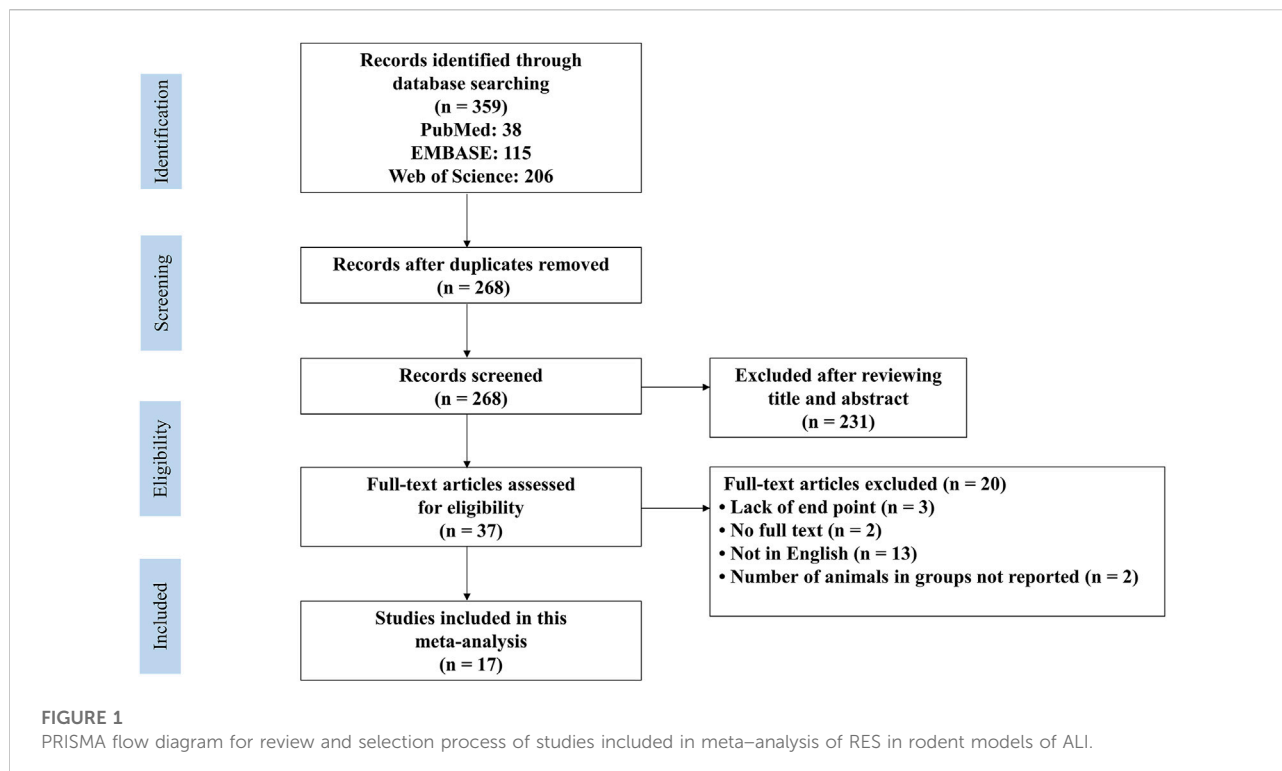 Identification
Records identified through
database searching
(n = 359)
PubMed: 38
EMBASE: 115
Web of Science: 206
Screening
Records after duplicates removed
(n = 268)
Records screened
(n = 268)
Excluded after reviewing
title and abstract
(n = 231)
Eligibility
Full-text articles assessed
for eligibility
(n = 37)
Full-text articles excluded (n = 20)
• Lack of end point (n = 3)
• No full text (n = 2)
• Not in English (n = 13)
• Number of animals in groups not reported (n = 2)
Included
Studies included in this
meta-analysis
(n = 17)
FIGURE 1
PRISMA flow diagram for review and selection process of studies included in meta–analysis of RES in rodent models of ALI.